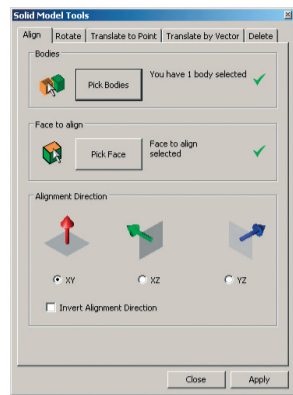 Solid Model Tools
Align Rotate Translate to Point Translate by Vector Delete
Bodies
Pick Bodies
You have 1 body selected
Face to align
Pick Face
Face to align
selected
Alignment Direction
XY XZ YZ
Invert Alignment Direction
Close Apply